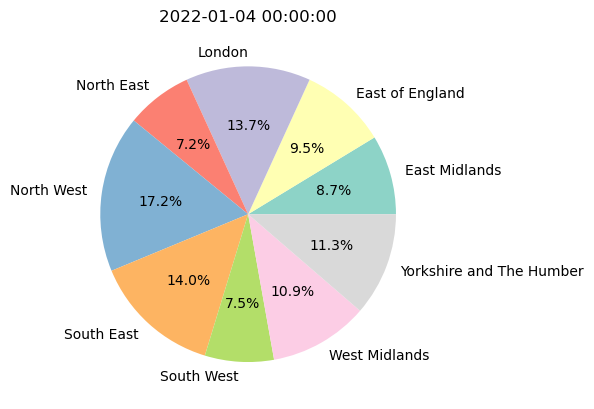 2022-01-04 00:00:00
London
North East
East of England
13.7%
7.2%
9.5%
East Midlands
North West
17.2%
8.7%
11.3%
Yorkshire and The Humber
14.0%
10.9%
7.5%
South East
West Midlands
South West